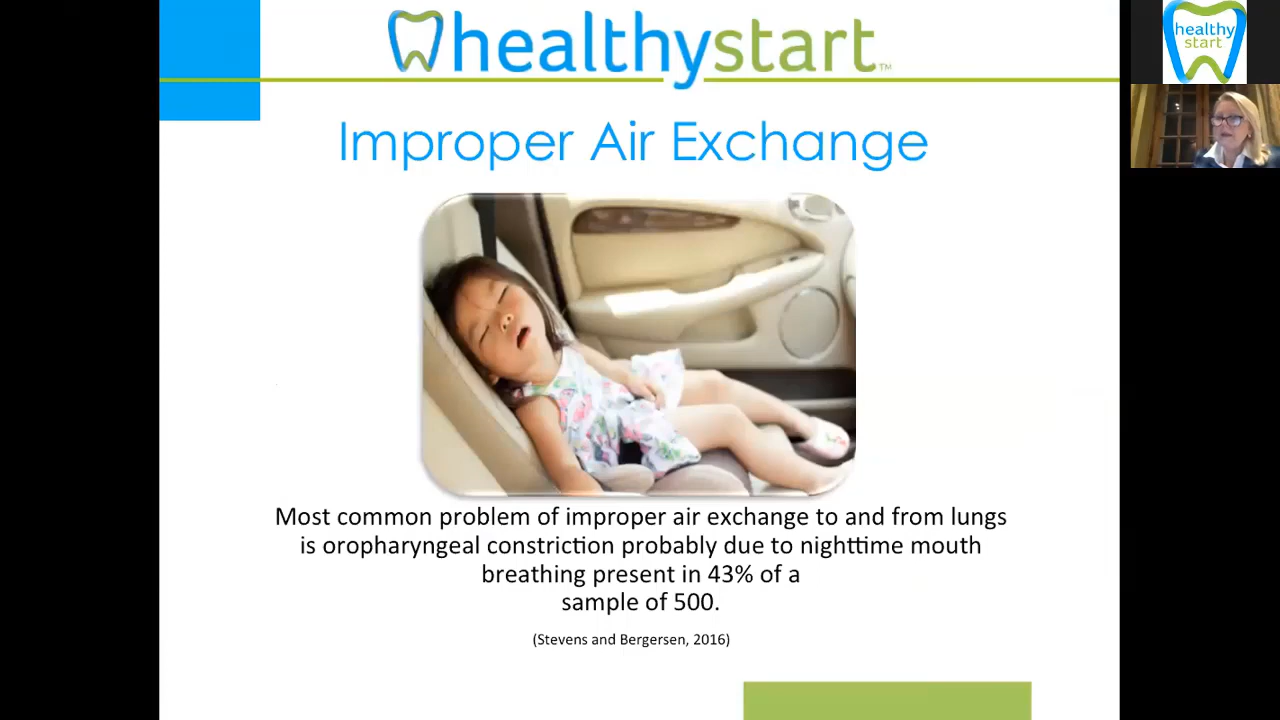 healthystart™
healthy
start
Improper Air Exchange
Most common problem of improper air exchange to and from lungs
is oropharyngeal constriction probably due to nighttime mouth
breathing present in 43% of a
sample of 500.
(Stevens and Bergersen, 2016)